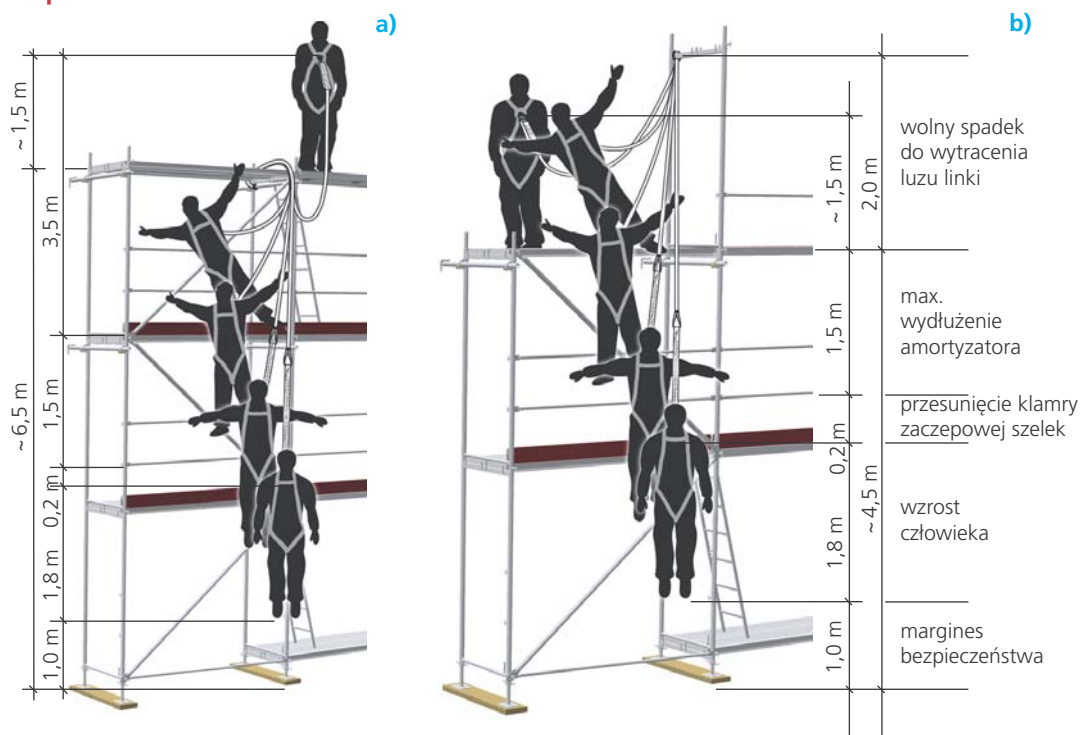 a)
~ 1,5 m
3,5 m
~ 6,5 m
1,5 m
0,2 m
1,8 m
1,0 m
b)
~ 1,5 m
2,0 m
1,5 m
0,2 m
~ 4,5 m
1,8 m
1,0 m
wolny spadek
do wytracenia
luzu linki
max.
wydłużenie
amortyzatora
przesunięcie klamry
zaczepowej szelek
wzrost
człowieka
margines
bezpieczeństwa